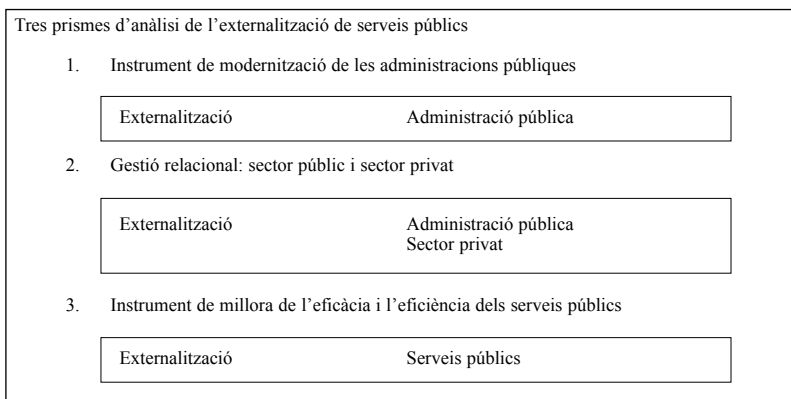 Tres prismes d’anàlisi de l’externalització de serveis públics
1. Instrument de modernització de les administracions públiques
Externalització Administració pública
2. Gestió relacional: sector públic i sector privat
Externalització Administració pública
Sector privat
3. Instrument de millora de l’eficàcia i l’eficiència dels serveis públics
Externalització Serveis públics